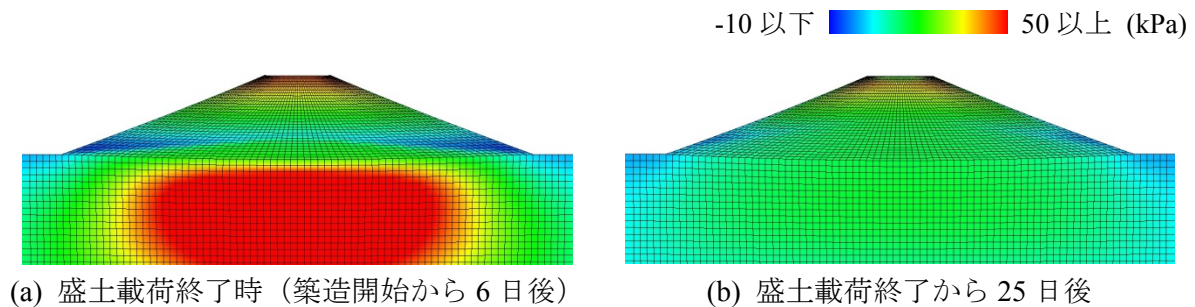 -10 以下 50 以上 (kPa)
(a) 盛土載荷終了時（築造開始から 6 日後）
(b) 盛土載荷終了から 25 日後